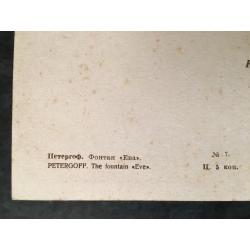 Петергоф. Фонтан «Ева».
PETERGOFF. The fountain «Eve».
№ 7.
Ц. 5 коп.